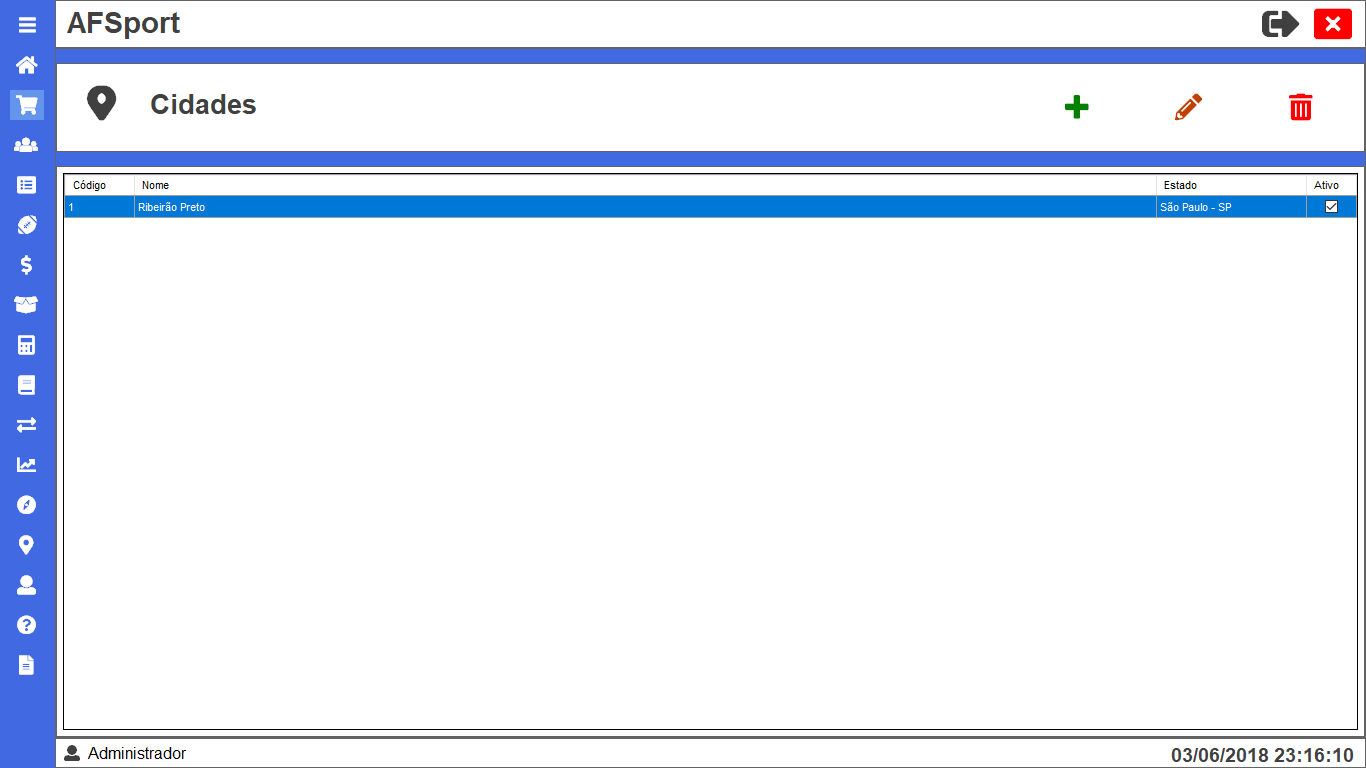 AFSport
Cidades
Código Nome Estado Ativo
1 Ribeirão Preto São Paulo - SP
Administrador 03/06/2018 23:16:10